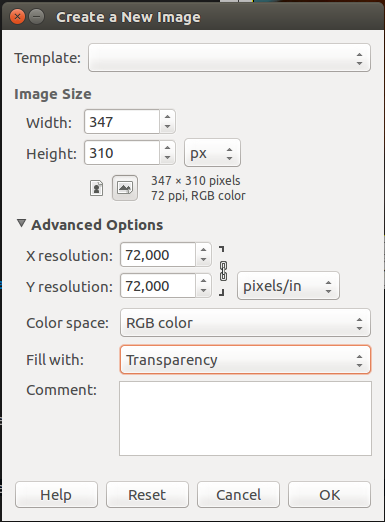 Create a New Image
Template:
Image Size
Width: 347
Height: 310 px
347 × 310 pixels
72 ppi, RGB color
Advanced Options
X resolution: 72,000
Y resolution: 72,000 pixels/in
Color space: RGB color
Fill with: Transparency
Comment:
Help Reset Cancel OK